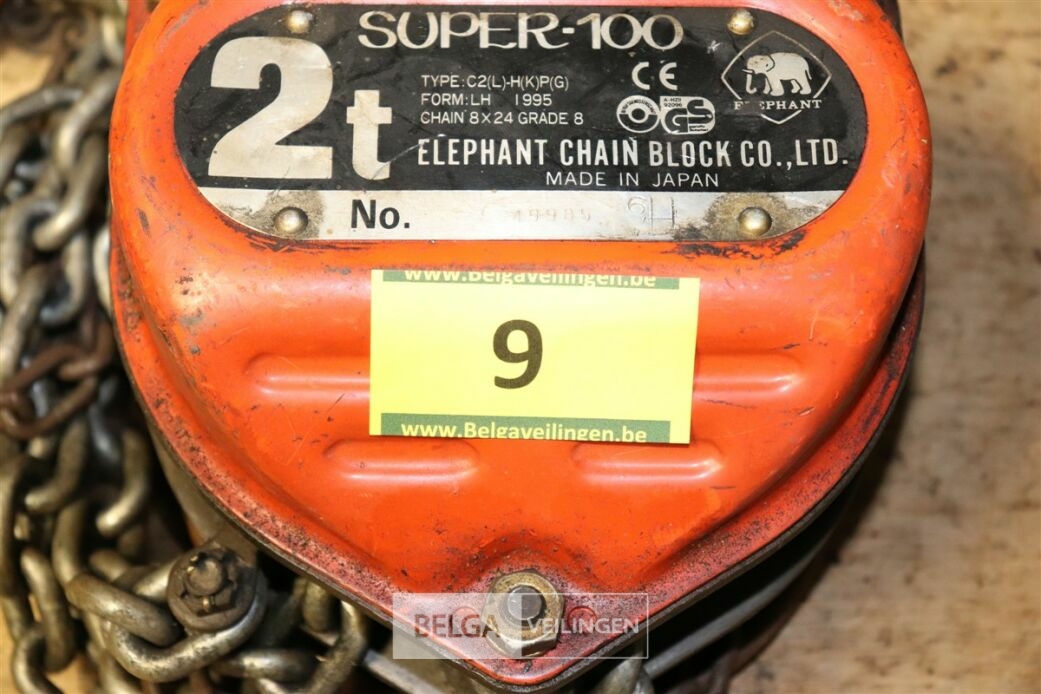 SUPER-100
2t
TYPE:C2(L)-H(K)P(G)
FORM:LH 1995
CHAIN 8×24 GRADE 8
CE
GS
ELEPHANT
ELEPHANT CHAIN BLOCK CO.,LTD.
MADE IN JAPAN
No.
www.Belgaveilingen.be
9
www.Belgaveilingen.be
BELGA VEILINGEN